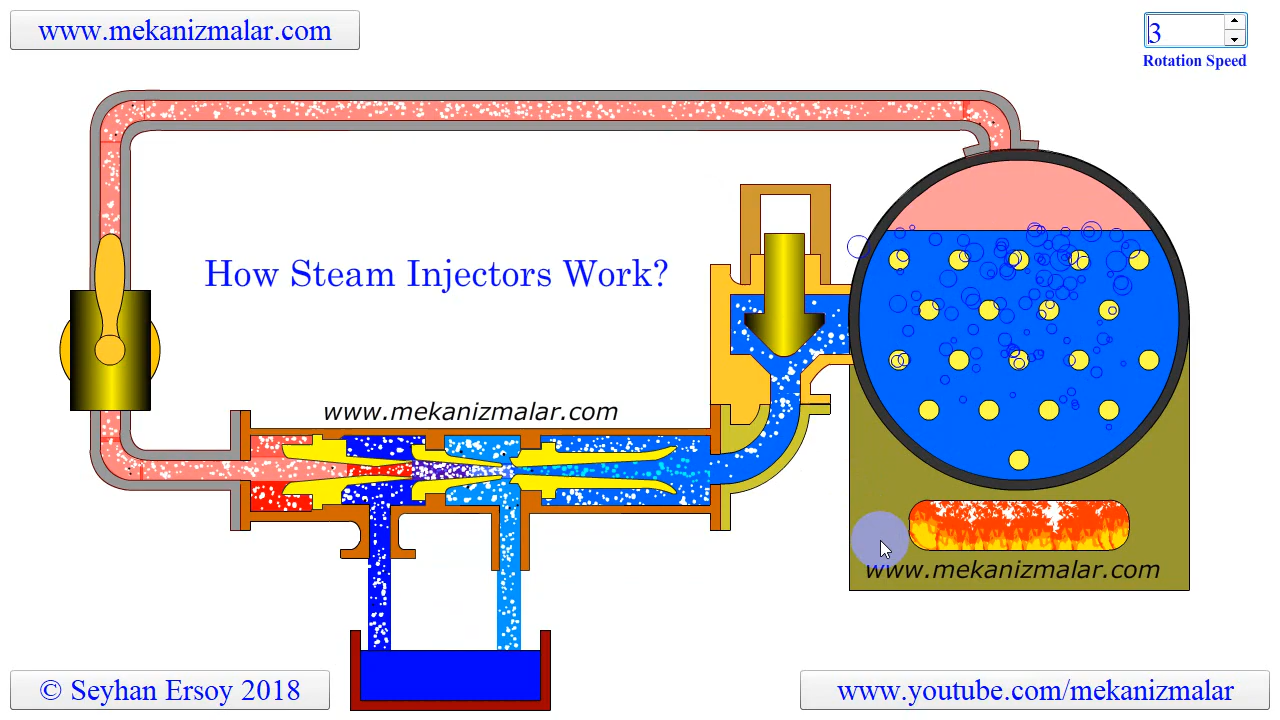 www.mekanizmalar.com
3
Rotation Speed
How Steam Injectors Work?
www.mekanizmalar.com
www.mekanizmalar.com
© Seyhan Ersoy 2018
www.youtube.com/mekanizmalar